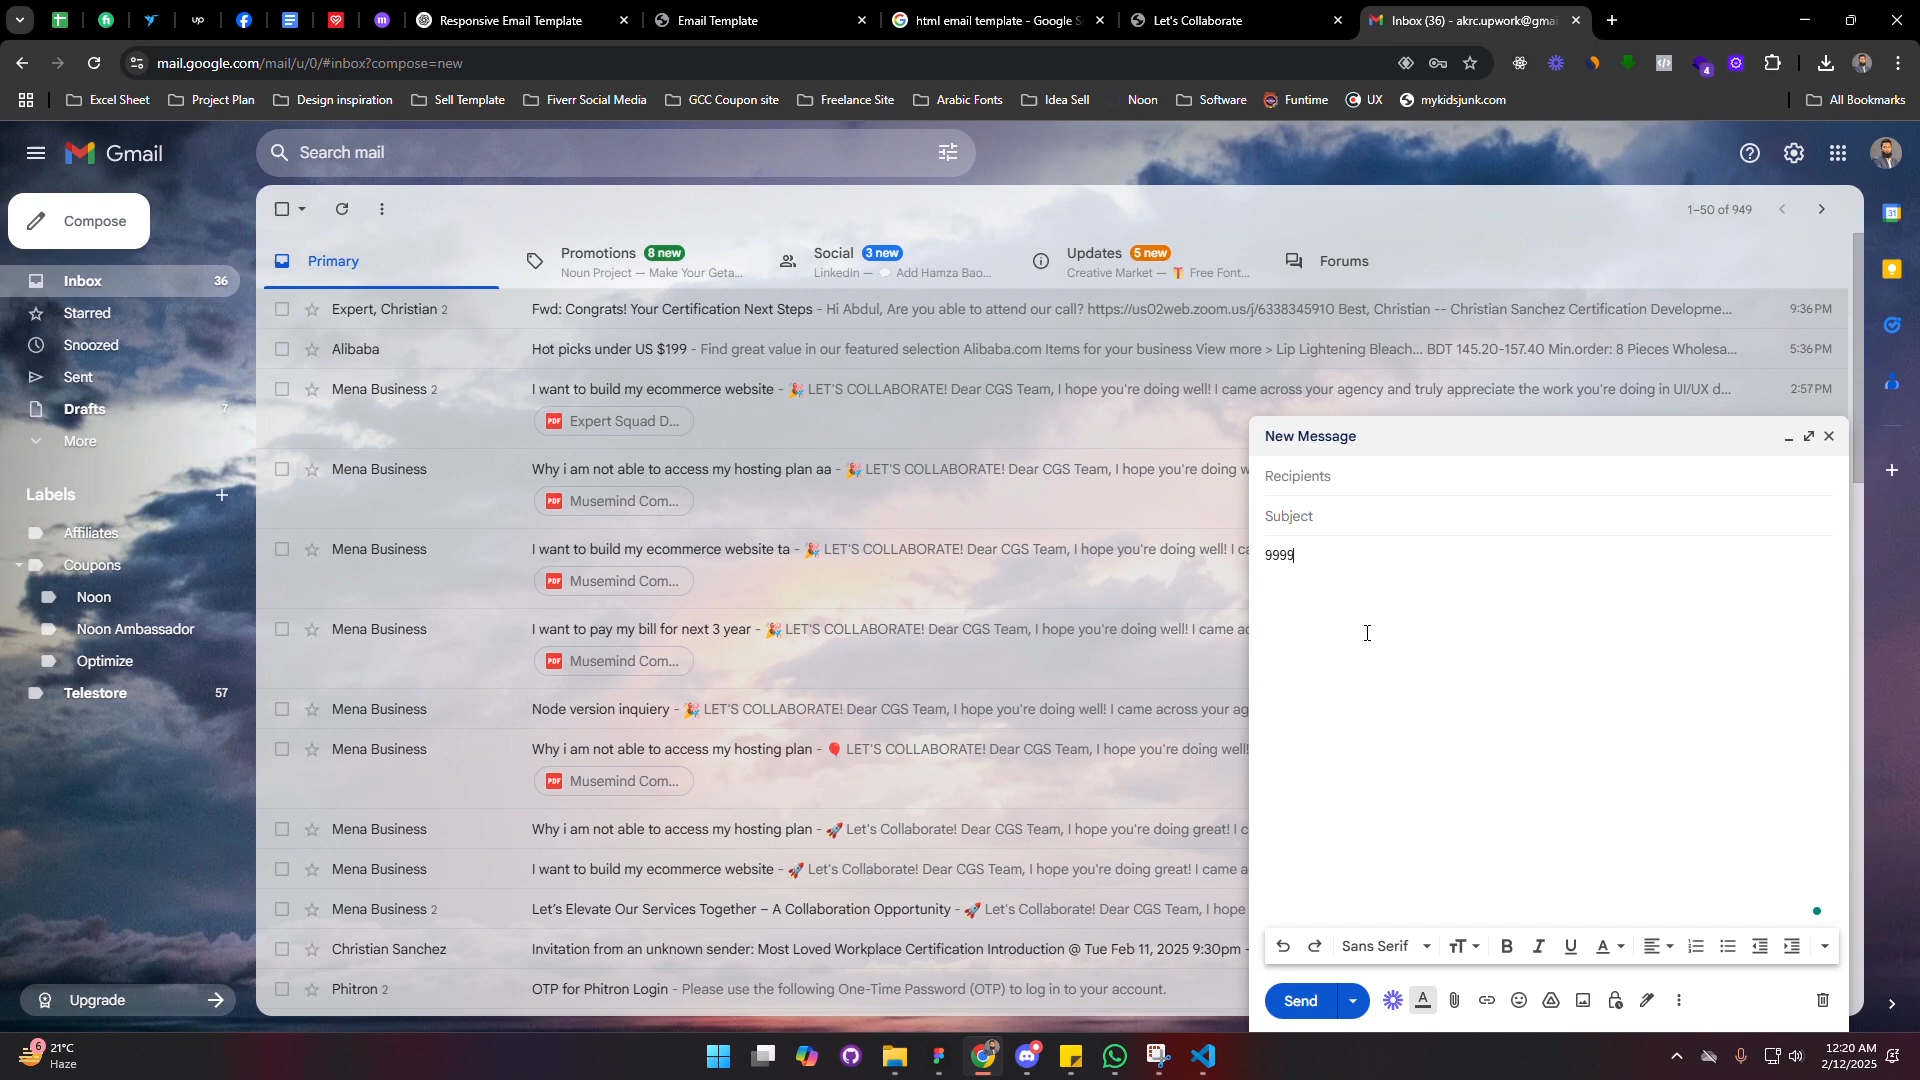 Responsive Email Template
Email Template
html email template - Google S
Let's Collaborate
Inbox (36) - akrc.upwork@gmai
mail.google.com/mail/u/0/#inbox?compose=new
Excel Sheet
Project Plan
Design inspiration
Sell Template
Fiverr Social Media
GCC Coupon site
Freelance Site
Arabic Fonts
Idea Sell
Noon
Software
Funtime
UX
mykidsjunk.com
All Bookmarks
Gmail
Search mail
Compose
1–50 of 949
Primary
Promotions 8 new
Noun Project — Make Your Geta...
Social 3 new
LinkedIn — Add Hamza Bao...
Updates 5 new
Creative Market — 🎁 Free Font...
Forums
Inbox 36
Starred
Snoozed
Sent
Drafts 7
More
Labels
Affiliates
Coupons
Noon
Noon Ambassador
Optimize
Telestore 57
Upgrade
Expert, Christian 2 Fwd: Congrats! Your Certification Next Steps - Hi Abdul, Are you able to attend our call? https://us02web.zoom.us/j/6338345910 Best, Christian -- Christian Sanchez Certification Developme... 9:36 PM
Alibaba Hot picks under US $199 - Find great value in our featured selection Alibaba.com Items for your business View more > Lip Lightening Bleach... BDT 145.20-157.40 Min.order: 8 Pieces Wholesa... 5:36 PM
Mena Business 2 I want to build my ecommerce website - 🎉 LET'S COLLABORATE! Dear CGS Team, I hope you're doing well! I came across your agency and truly appreciate the work you're doing in UI/UX d... 2:57 PM
PDF Expert Squad D...
Mena Business Why i am not able to access my hosting plan aa - 🎉 LET'S COLLABORATE! Dear CGS Team, I hope you're doing w
PDF Musemind Com...
Mena Business I want to build my ecommerce website ta - 🎉 LET'S COLLABORATE! Dear CGS Team, I hope you're doing well! I ca
PDF Musemind Com...
Mena Business I want to pay my bill for next 3 year - 🎉 LET'S COLLABORATE! Dear CGS Team, I hope you're doing well! I came ac
PDF Musemind Com...
Mena Business Node version inquiery - 🎉 LET'S COLLABORATE! Dear CGS Team, I hope you're doing well! I came across your ag
Mena Business Why i am not able to access my hosting plan - 🎈 LET'S COLLABORATE! Dear CGS Team, I hope you're doing well!
PDF Musemind Com...
Mena Business Why i am not able to access my hosting plan - 🚀 Let's Collaborate! Dear CGS Team, I hope you're doing great! I c
Mena Business I want to build my ecommerce website - 🚀 Let's Collaborate! Dear CGS Team, I hope you're doing great! I came a
Mena Business 2 Let's Elevate Our Services Together – A Collaboration Opportunity - 🚀 Let's Collaborate! Dear CGS Team, I hope
Christian Sanchez Invitation from an unknown sender: Most Loved Workplace Certification Introduction @ Tue Feb 11, 2025 9:30pm -
Phitron 2 OTP for Phitron Login - Please use the following One-Time Password (OTP) to log in to your account.
New Message
Recipients
Subject
9999
Sans Serif
Send
6
21°C
Haze
12:20 AM
2/12/2025